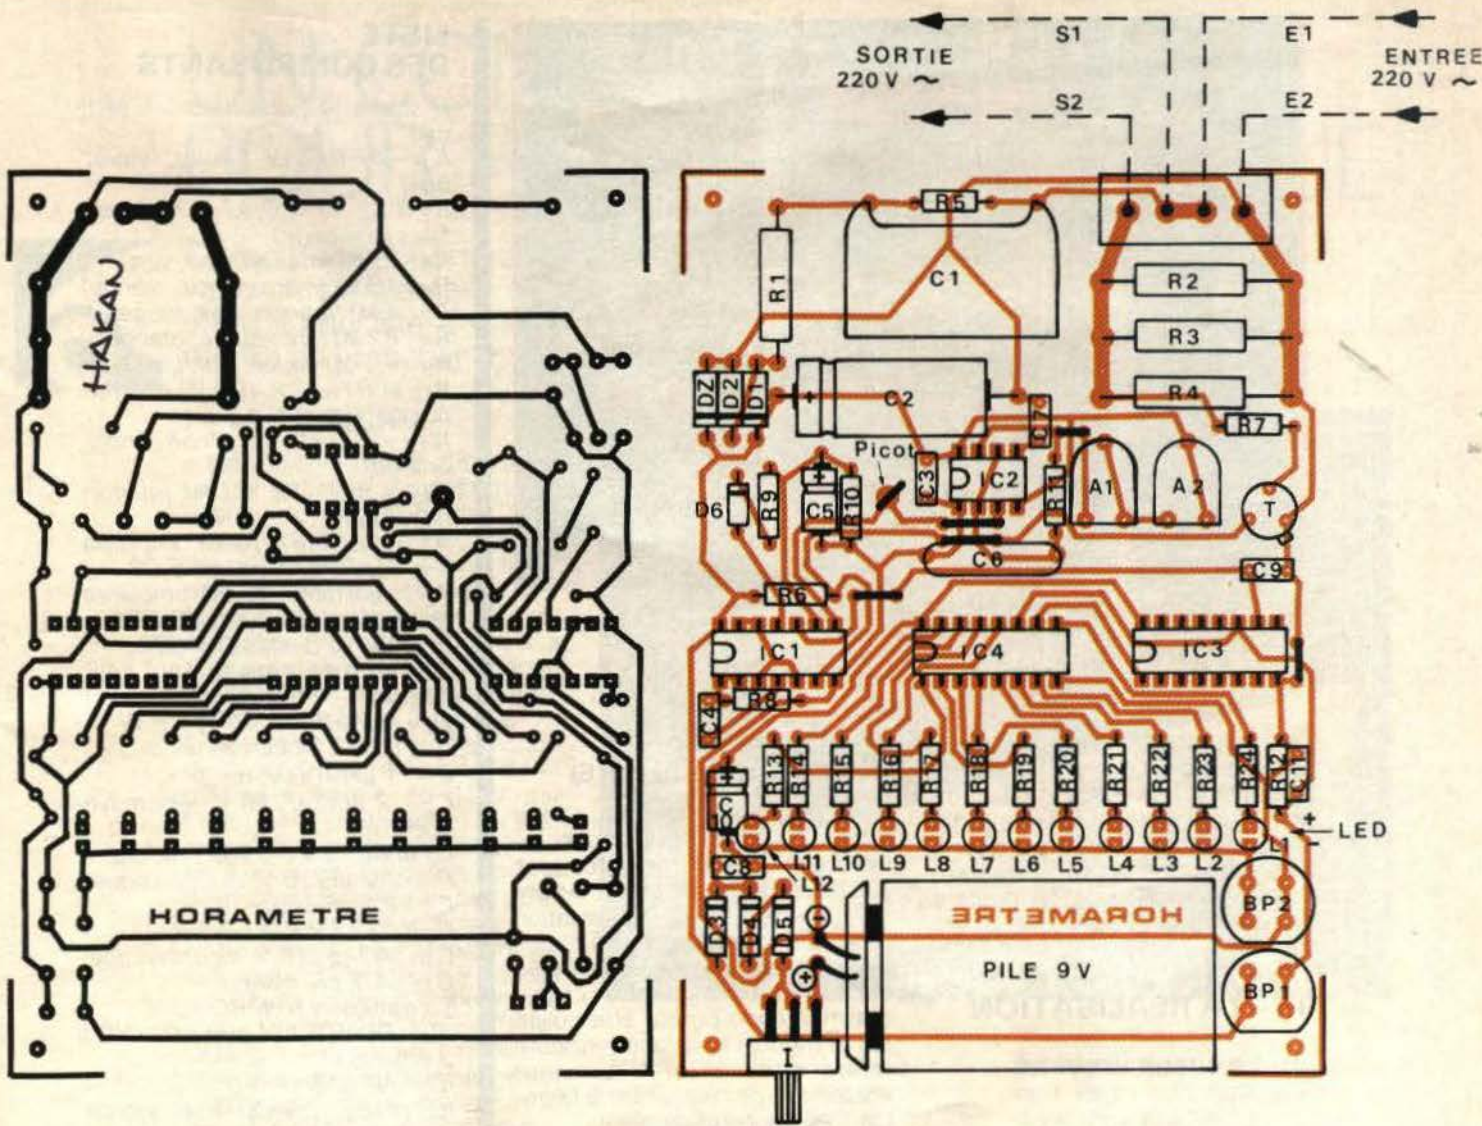 S1
E1
SORTIE
220 V ~
ENTREE
220 V ~
S2
E2
HAKAN
R5
R1
C1
R2
R3
R4
DZ
D2
D1
+
C2
C7
R7
Picot
C3
IC2
R11
A1
A2
T
D6
R9
+
C5
R10
C6
C9
R6
IC1
IC4
IC3
C4
R8
R13
R14
R15
R16
R17
R18
R19
R20
R21
R22
R23
R24
R12
C11
+
+
LED
-
L1
L11
L10
L9
L8
L7
L6
L5
L4
L3
L2
L12
C8
BP2
HORAMETRE
HORAMETRE
D3
D4
D5
-
+
PILE 9V
BP1
I